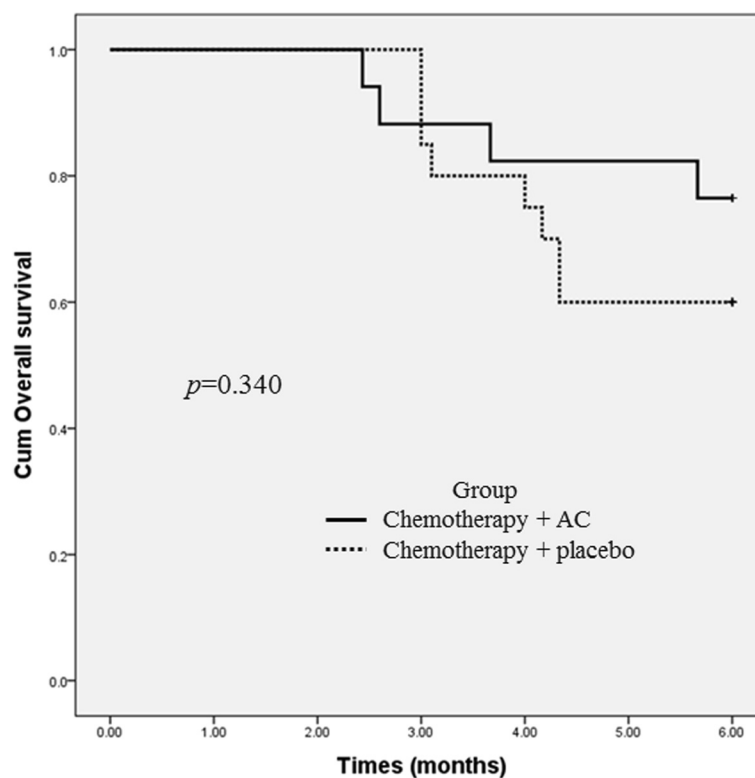 Cum Overall survival
1.0
0.8
0.6
0.4
0.2
0.0
p=0.340
Group
Chemotherapy + AC
Chemotherapy + placebo
0.00 1.00 2.00 3.00 4.00 5.00 6.00
Times (months)